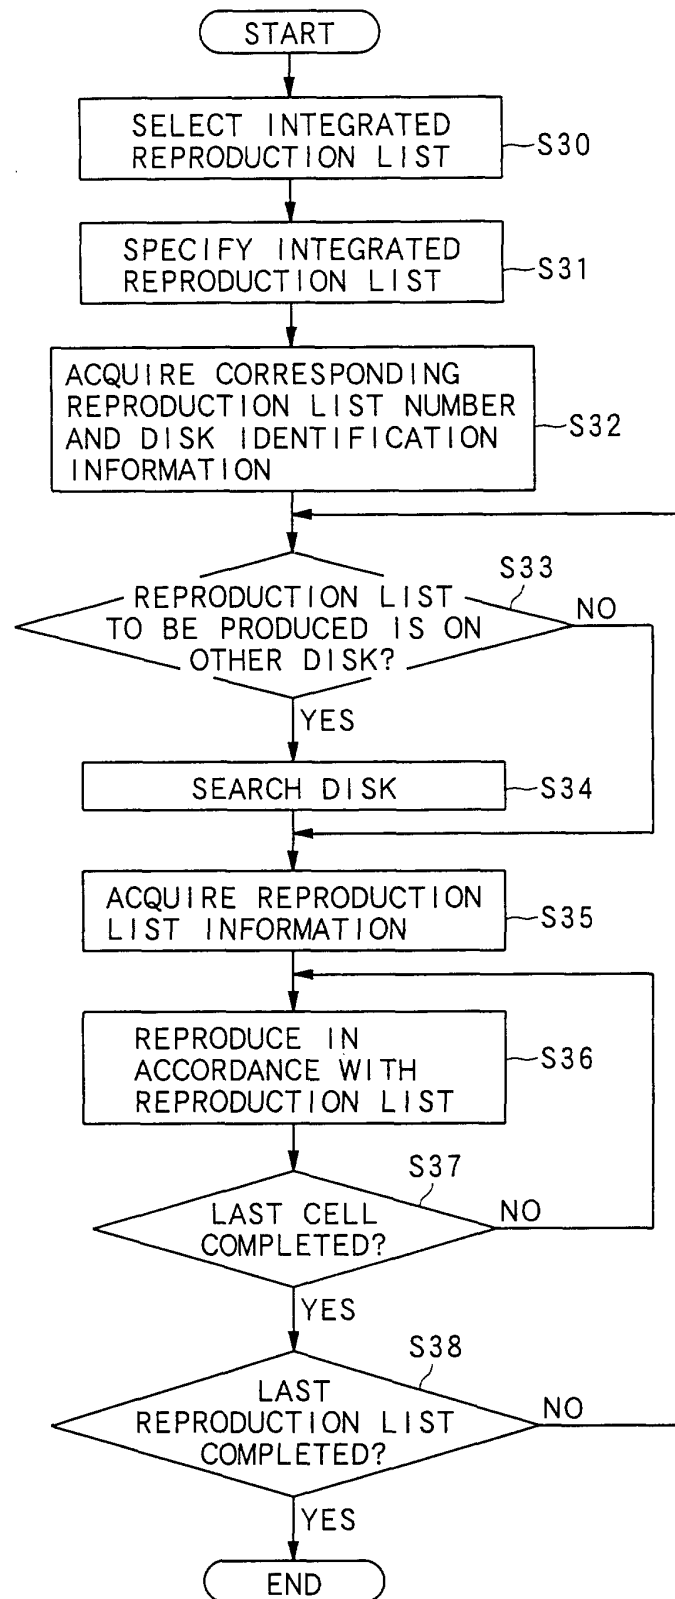 START
SELECT INTEGRATED
REPRODUCTION LIST
S30
SPECIFY INTEGRATED
REPRODUCTION LIST
S31
ACQUIRE CORRESPONDING
REPRODUCTION LIST NUMBER
AND DISK IDENTIFICATION
INFORMATION
S32
S33
REPRODUCTION LIST
TO BE PRODUCED IS ON
OTHER DISK?
NO
YES
SEARCH DISK
S34
ACQUIRE REPRODUCTION
LIST INFORMATION
S35
REPRODUCE IN
ACCORDANCE WITH
REPRODUCTION LIST
S36
S37
LAST CELL
COMPLETED?
NO
YES
S38
LAST
REPRODUCTION LIST
COMPLETED?
NO
YES
END